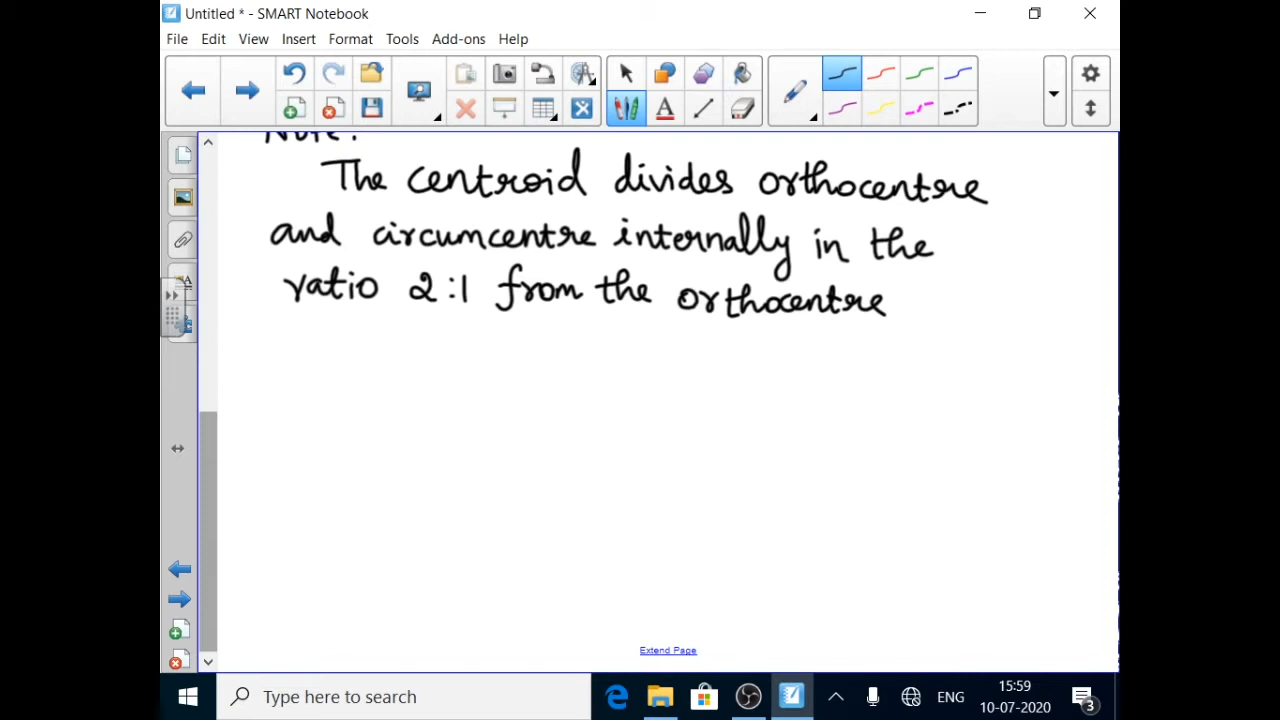 Untitled * - SMART Notebook
File Edit View Insert Format Tools Add-ons Help
Note:
The centroid divides orthocentre
and circumcentre internally in the
ratio 2:1 from the orthocentre
Extend Page
Type here to search
ENG
15:59
10-07-2020
3